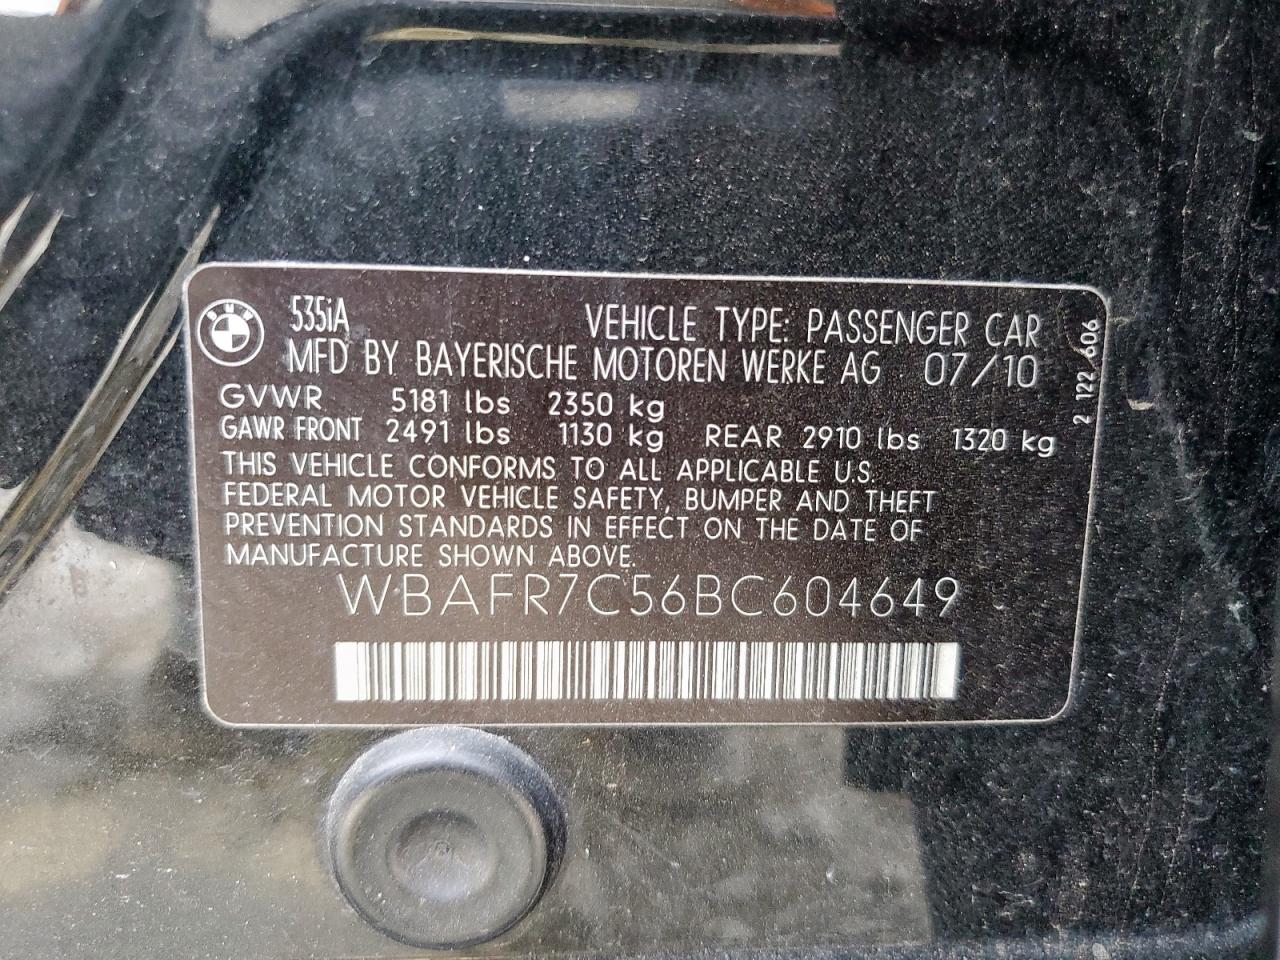 BMW
535iA VEHICLE TYPE: PASSENGER CAR
MFD BY BAYERISCHE MOTOREN WERKE AG 07/10
GVWR 5181 lbs 2350 kg
GAWR FRONT 2491 lbs 1130 kg REAR 2910 lbs 1320 kg
THIS VEHICLE CONFORMS TO ALL APPLICABLE U.S.
FEDERAL MOTOR VEHICLE SAFETY, BUMPER AND THEFT
PREVENTION STANDARDS IN EFFECT ON THE DATE OF
MANUFACTURE SHOWN ABOVE.
WBAFR7C56BC604649
2 122 606